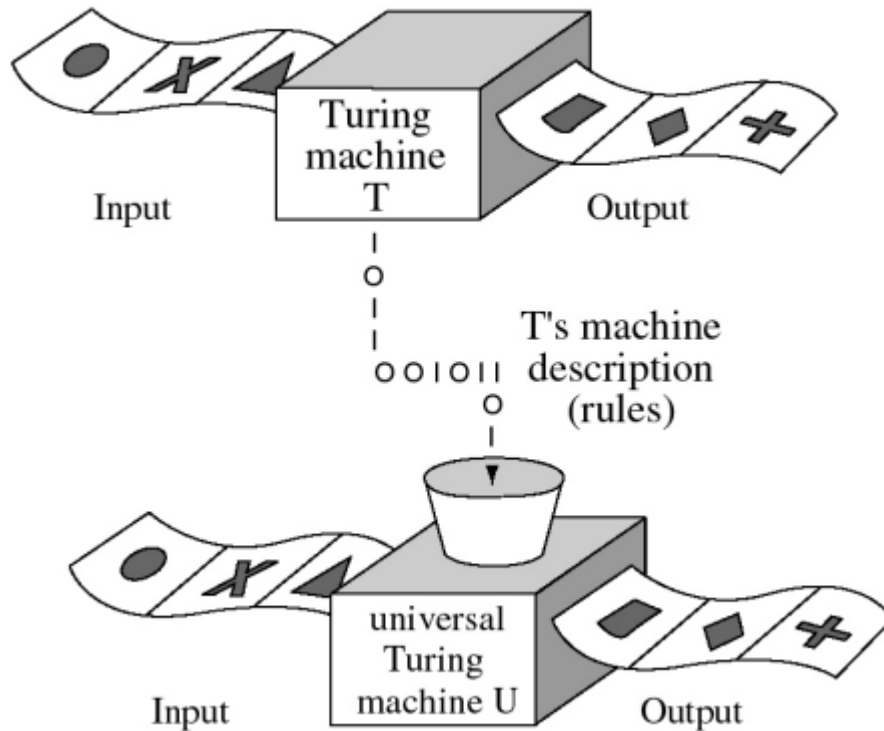 Turing
machine
T
Input
Output
T's machine
description
(rules)
universal
Turing
machine U
Input
Output